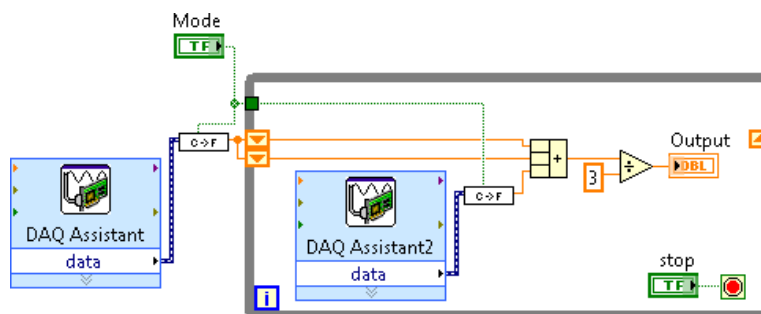 Mode
TF
C→F
Output
DBL
3
DAQ Assistant
data
C→F
DAQ Assistant2
data
stop
TF
i
+
÷